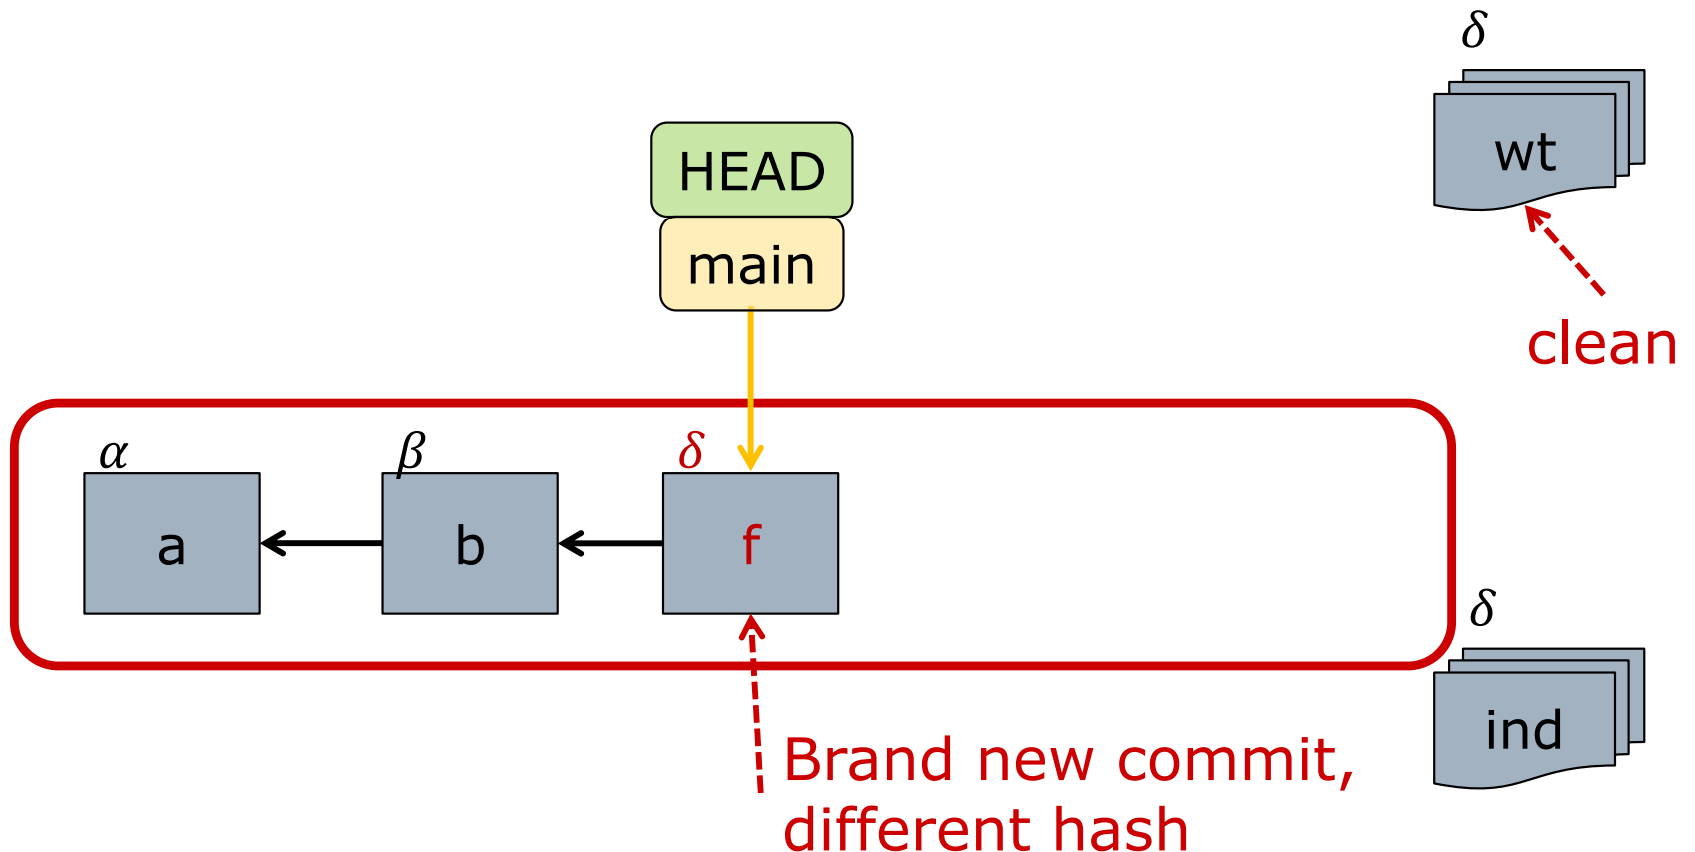 δ
wt
clean
HEAD
main
α
β
δ
a
b
f
δ
ind
Brand new commit,
different hash